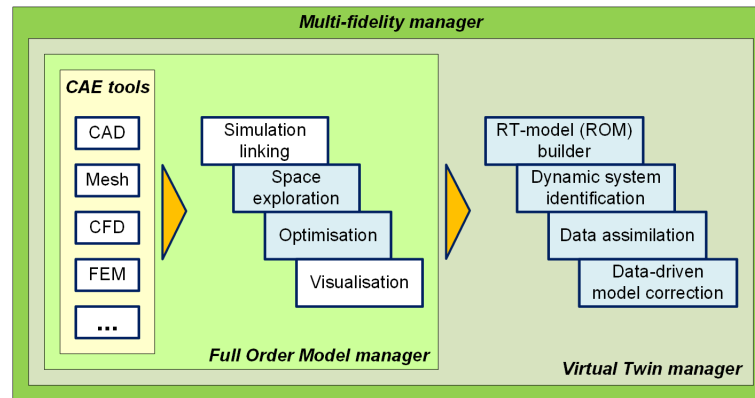 Multi-fidelity manager
CAE tools
CAD
Mesh
CFD
FEM
...
Simulation
linking
Space
exploration
Optimisation
Visualisation
Full Order Model manager
RT-model (ROM)
builder
Dynamic system
identification
Data assimilation
Data-driven
model correction
Virtual Twin manager